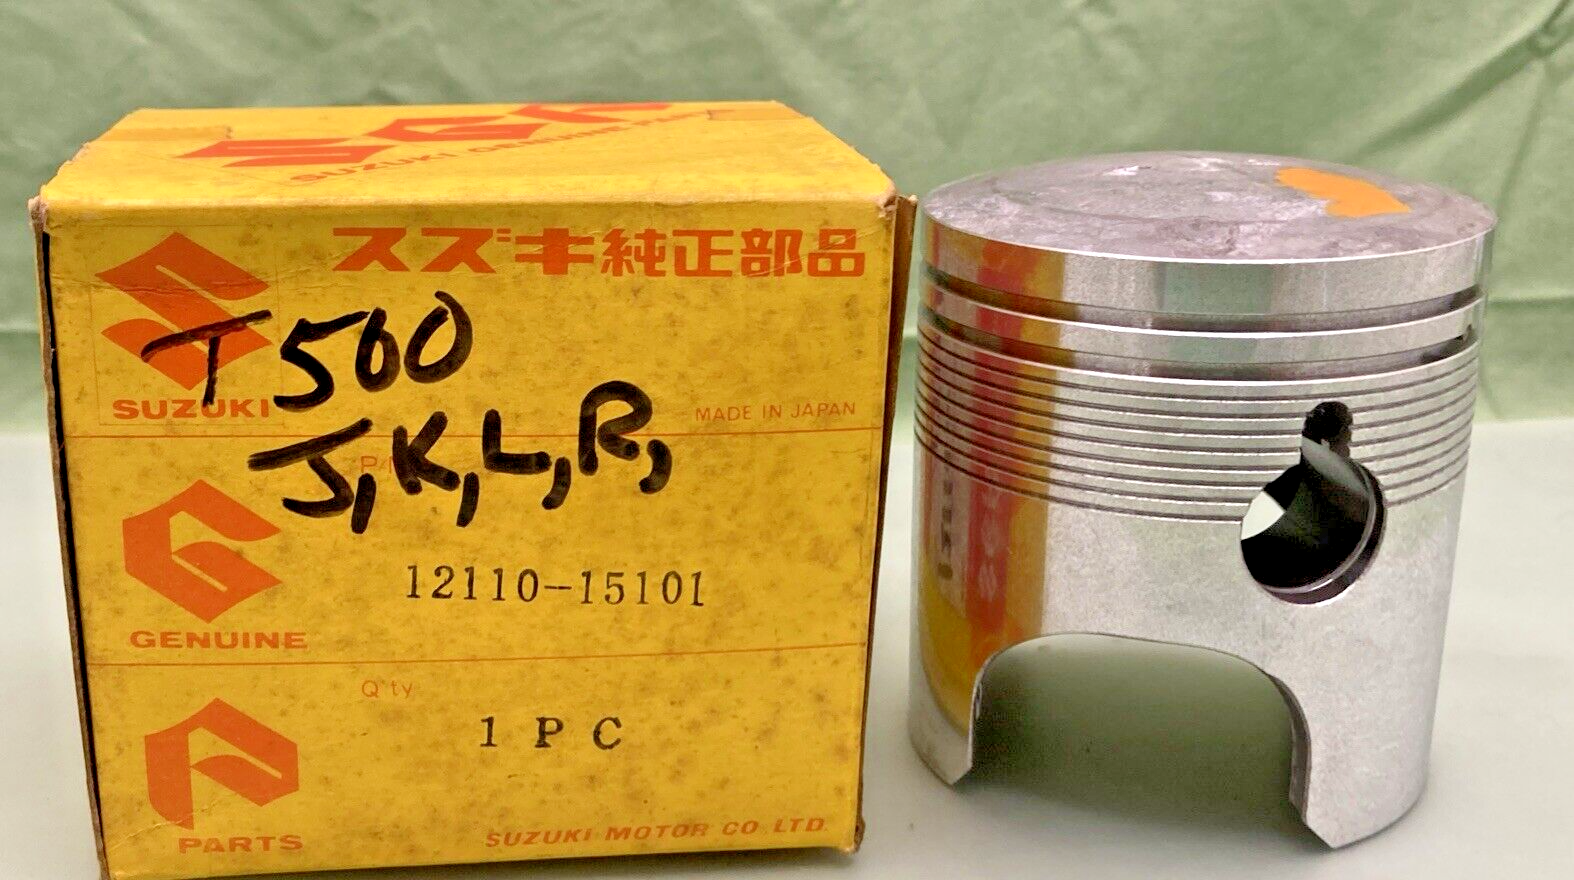 SGP
SUZUKI GENUINE PARTS
スズキ純正部品
T500
SUZUKI
MADE IN JAPAN
J, K, L, R,
12110-15101
GENUINE
Q'ty
1 PC
PARTS
SUZUKI MOTOR CO.,LTD.